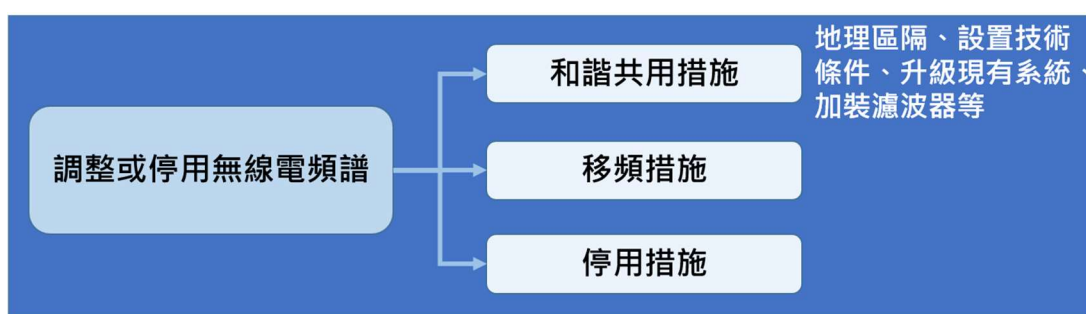 調整或停用無線電頻譜
和諧共用措施
地理區隔、設置技術
條件、升級現有系統、
加裝濾波器等
移頻措施
停用措施